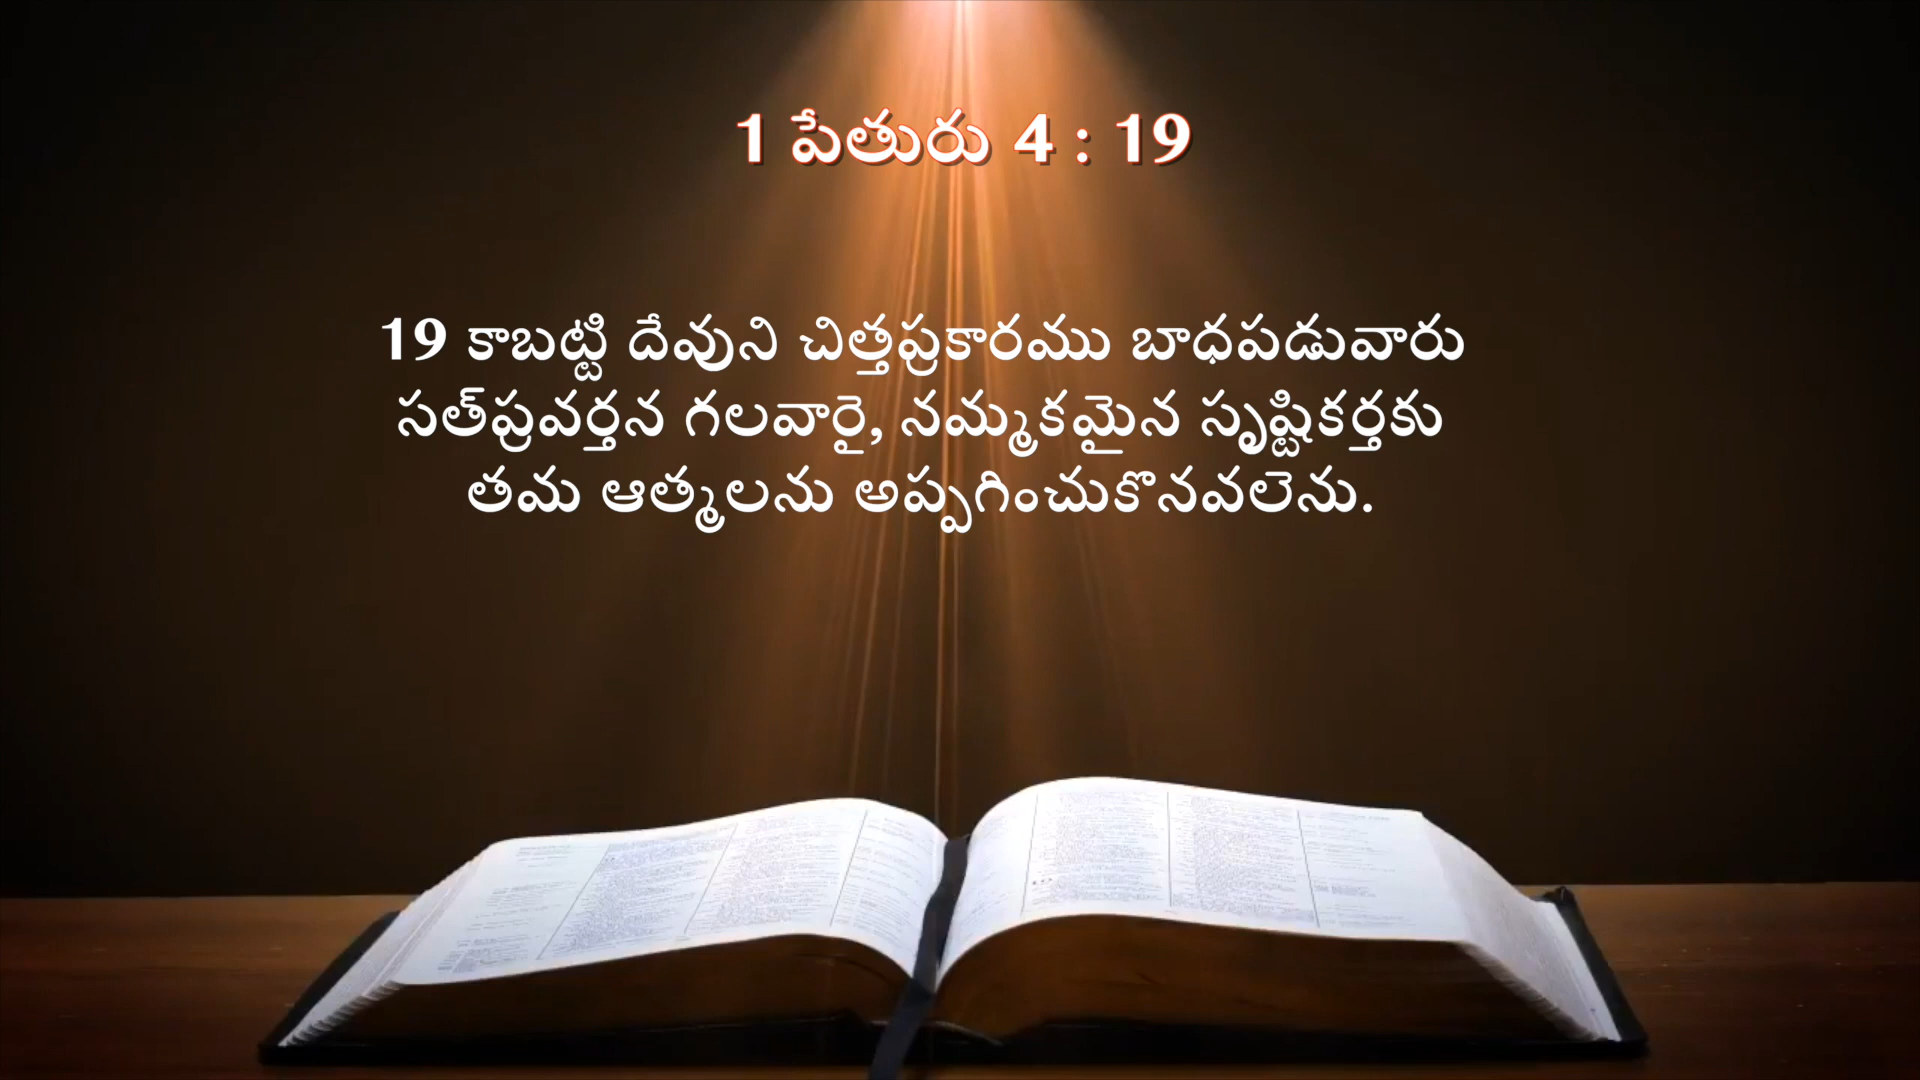 1 పేతురు 4 : 19
19 కాబట్టి దేవుని చిత్తప్రకారము బాధపడువారు
సత్‌ప్రవర్తన గలవారై, నమ్మకమైన సృష్టికర్తకు
తమ ఆత్మలను అప్పగించుకొనవలెను.